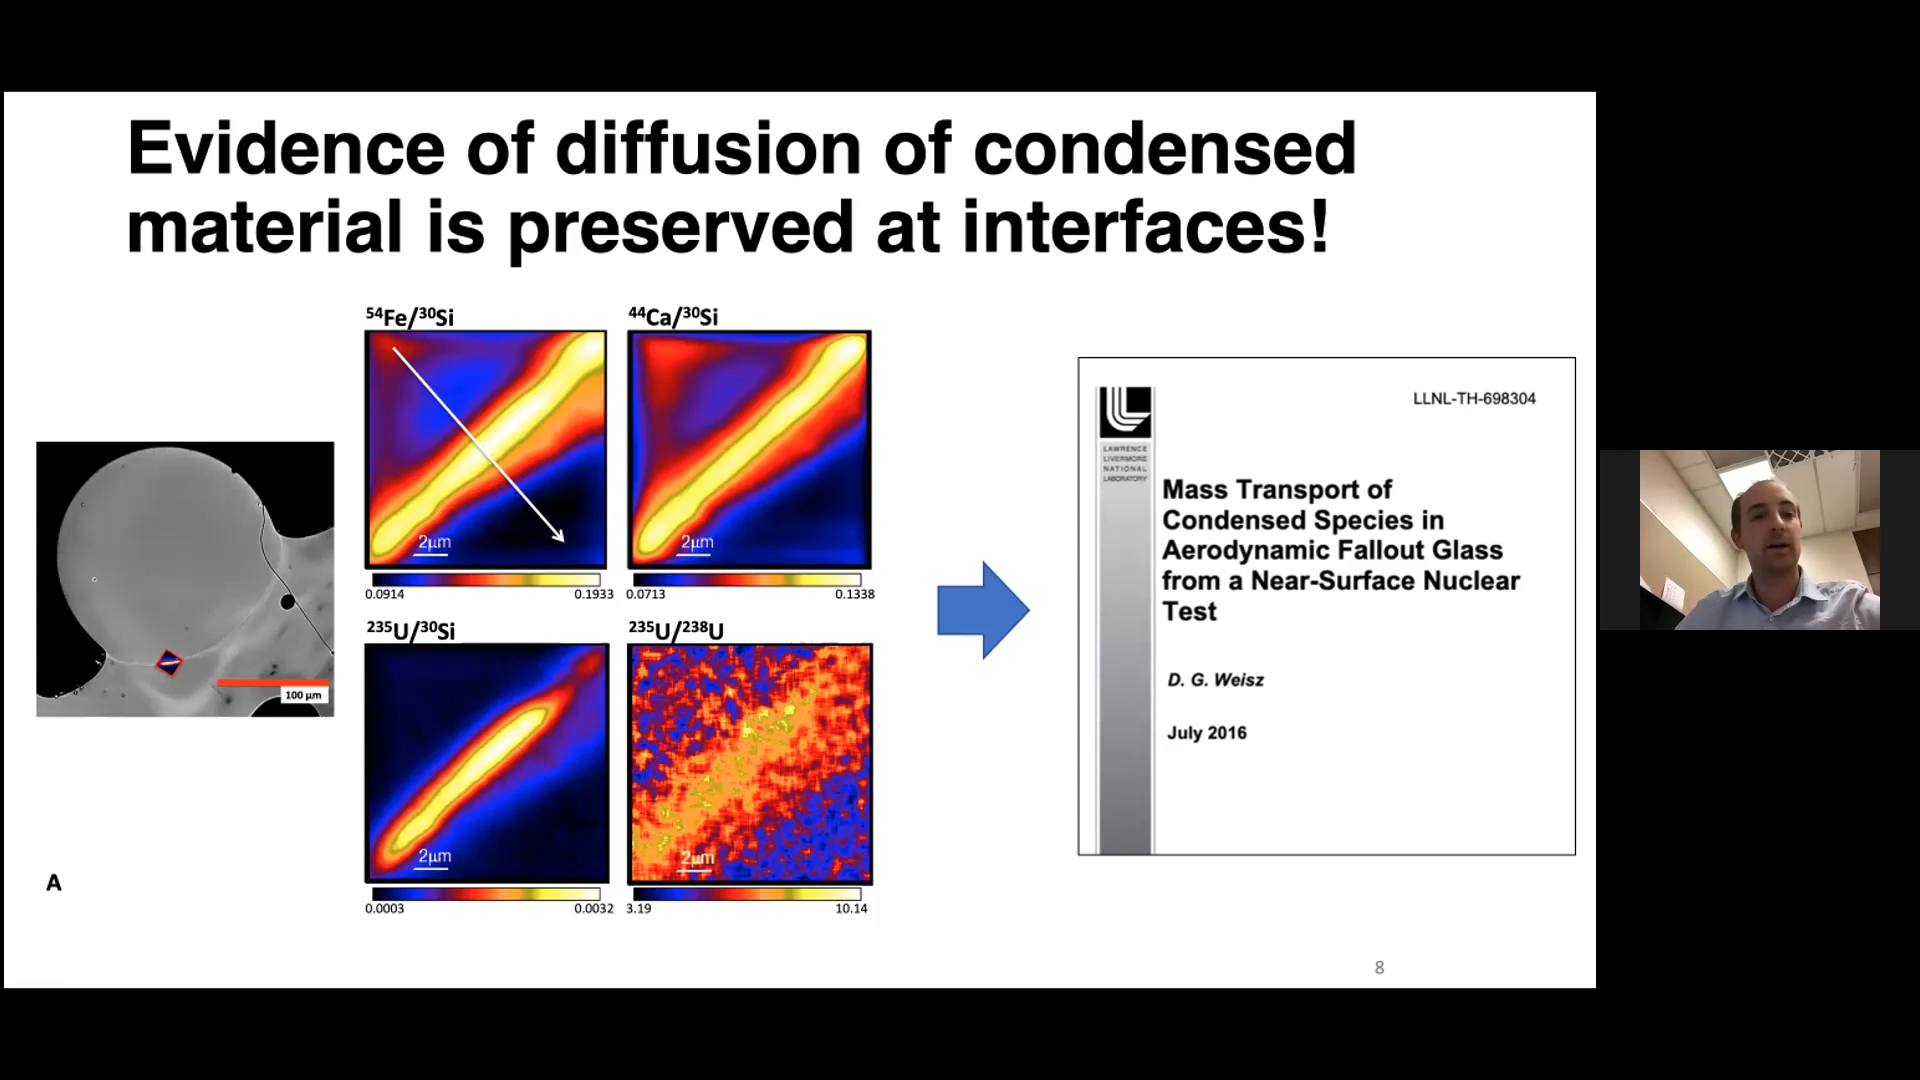 Evidence of diffusion of condensed
material is preserved at interfaces!
⁵⁴Fe/³⁰Si
2μm
0.0914 0.1933
⁴⁴Ca/³⁰Si
2μm
0.0713 0.1338
²³⁵U/³⁰Si
2μm
0.0003 0.0032
²³⁵U/²³⁸U
2μm
3.19 10.14
100 μm
A
LLNL-TH-698304
LAWRENCE
LIVERMORE
NATIONAL
LABORATORY
Mass Transport of
Condensed Species in
Aerodynamic Fallout Glass
from a Near-Surface Nuclear
Test
D. G. Weisz
July 2016
8